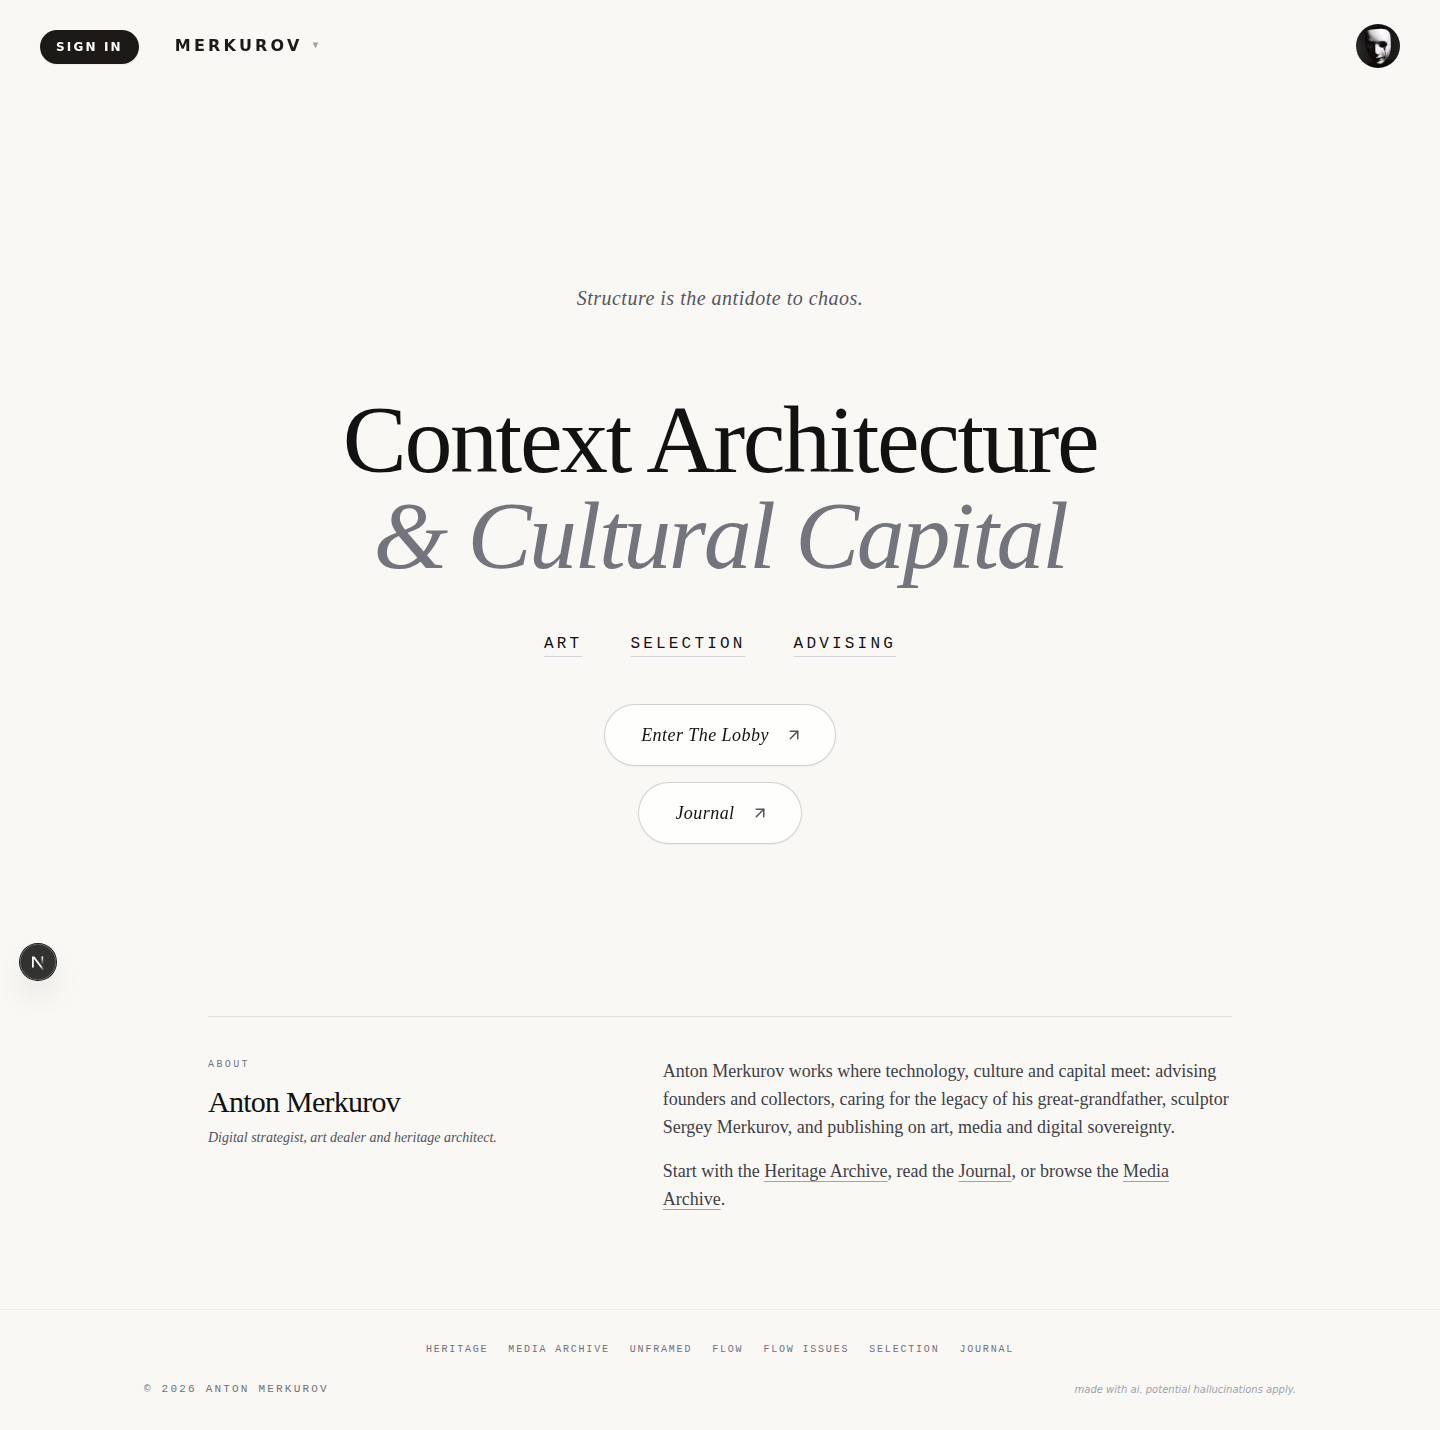 SIGN IN
MERKUROV ▼
Structure is the antidote to chaos.
Context Architecture
& Cultural Capital
ART SELECTION ADVISING
Enter The Lobby
Journal
N
ABOUT
Anton Merkurov
Digital strategist, art dealer and heritage architect.
Anton Merkurov works where technology, culture and capital meet: advising
founders and collectors, caring for the legacy of his great-grandfather, sculptor
Sergey Merkurov, and publishing on art, media and digital sovereignty.
Start with the Heritage Archive, read the Journal, or browse the Media
Archive.
HERITAGE MEDIA ARCHIVE UNFRAMED FLOW FLOW ISSUES SELECTION JOURNAL
© 2026 ANTON MERKUROV
made with ai. potential hallucinations apply.